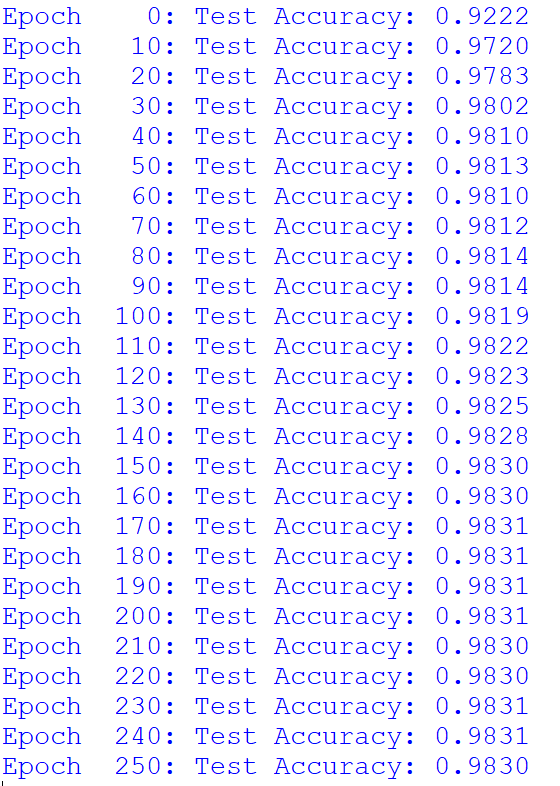 Epoch    0: Test Accuracy: 0.9222
Epoch   10: Test Accuracy: 0.9720
Epoch   20: Test Accuracy: 0.9783
Epoch   30: Test Accuracy: 0.9802
Epoch   40: Test Accuracy: 0.9810
Epoch   50: Test Accuracy: 0.9813
Epoch   60: Test Accuracy: 0.9810
Epoch   70: Test Accuracy: 0.9812
Epoch   80: Test Accuracy: 0.9814
Epoch   90: Test Accuracy: 0.9814
Epoch  100: Test Accuracy: 0.9819
Epoch  110: Test Accuracy: 0.9822
Epoch  120: Test Accuracy: 0.9823
Epoch  130: Test Accuracy: 0.9825
Epoch  140: Test Accuracy: 0.9828
Epoch  150: Test Accuracy: 0.9830
Epoch  160: Test Accuracy: 0.9830
Epoch  170: Test Accuracy: 0.9831
Epoch  180: Test Accuracy: 0.9831
Epoch  190: Test Accuracy: 0.9831
Epoch  200: Test Accuracy: 0.9831
Epoch  210: Test Accuracy: 0.9830
Epoch  220: Test Accuracy: 0.9830
Epoch  230: Test Accuracy: 0.9831
Epoch  240: Test Accuracy: 0.9831
Epoch  250: Test Accuracy: 0.9830